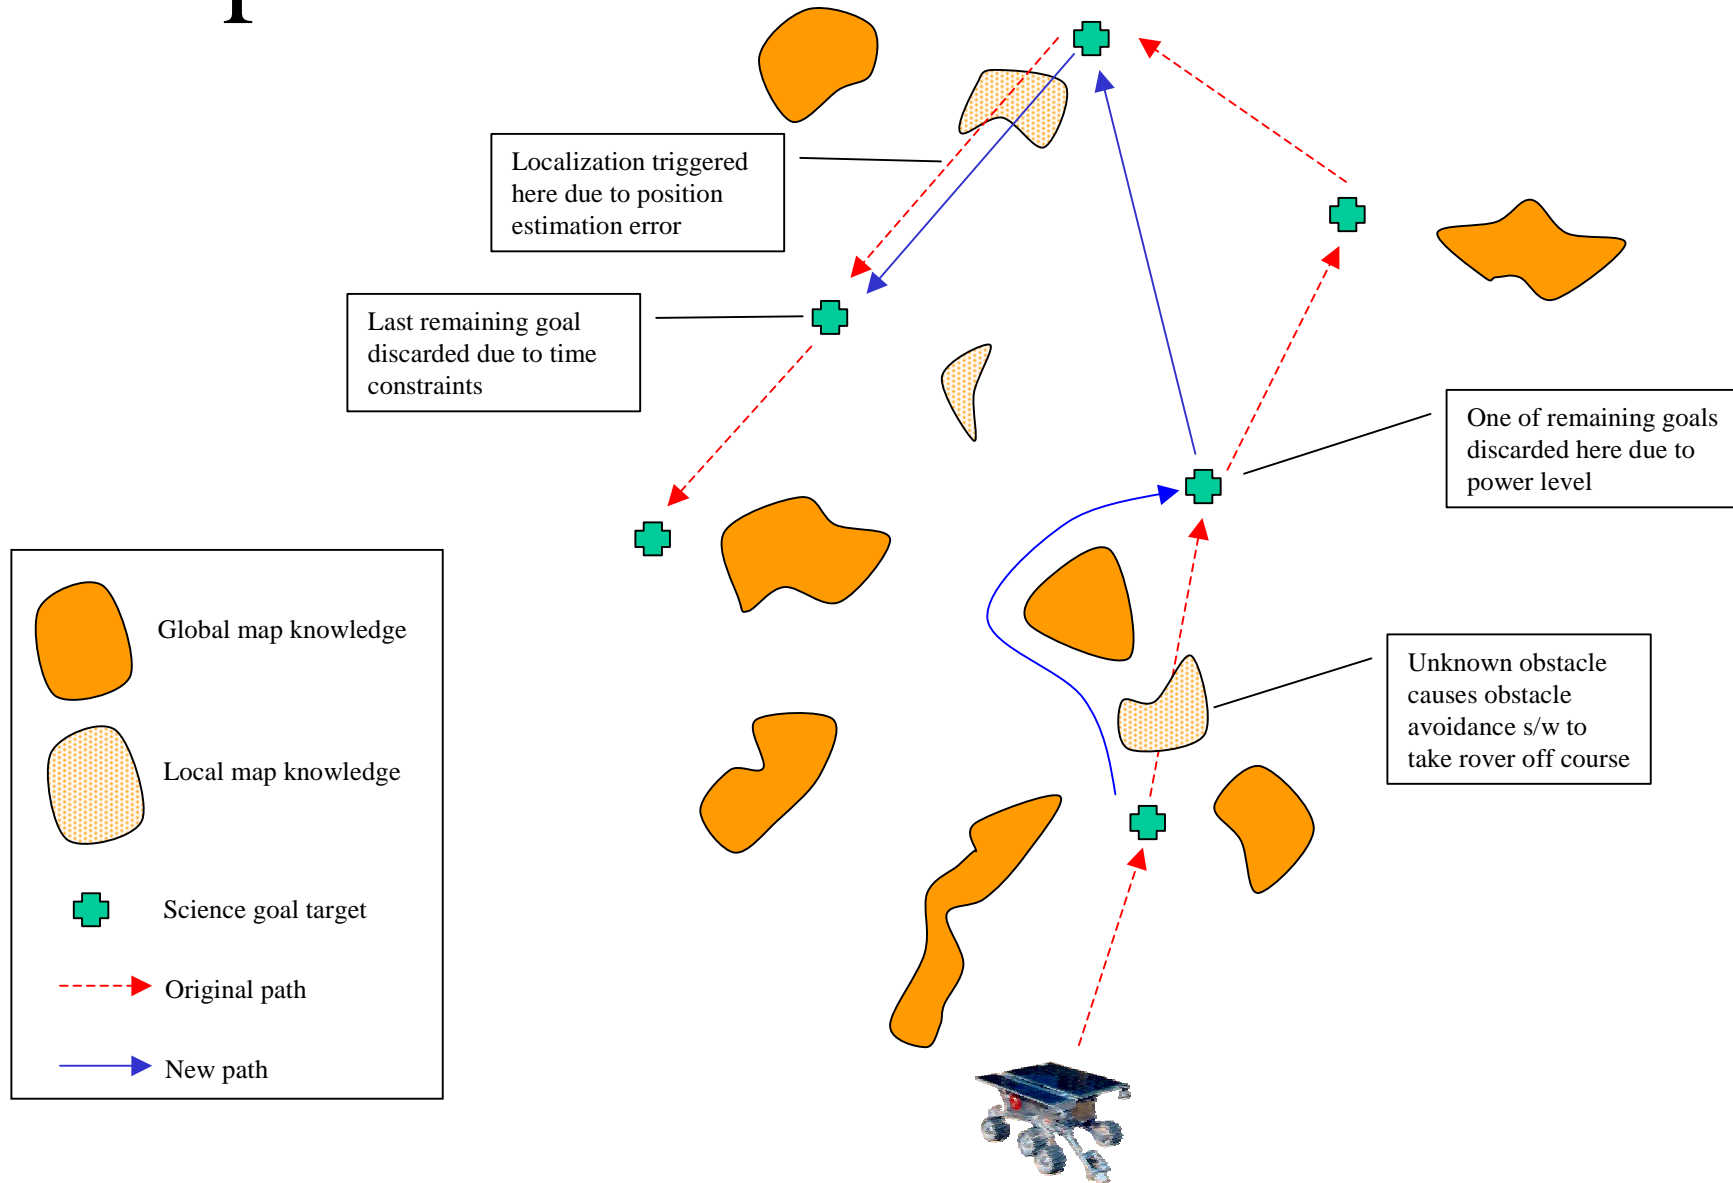 Localization triggered
here due to position
estimation error
Last remaining goal
discarded due to time
constraints
One of remaining goals
discarded here due to
power level
Unknown obstacle
causes obstacle
avoidance s/w to
take rover off course
Global map knowledge
Local map knowledge
Science goal target
Original path
New path